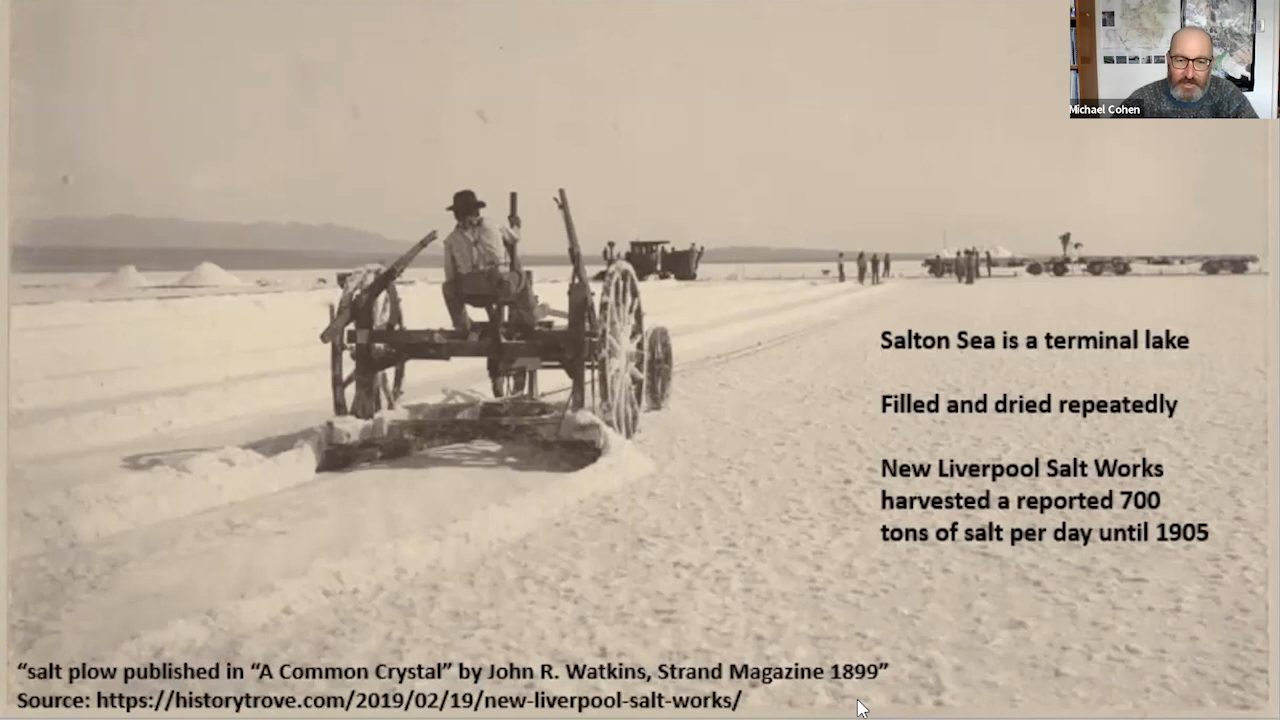 Michael Cohen
Salton Sea is a terminal lake
Filled and dried repeatedly
New Liverpool Salt Works
harvested a reported 700
tons of salt per day until 1905
“salt plow published in “A Common Crystal” by John R. Watkins, Strand Magazine 1899”
Source: https://historytrove.com/2019/02/19/new-liverpool-salt-works/